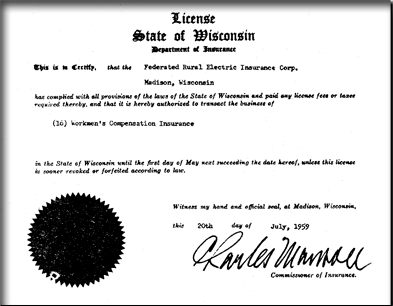 License
State of Wisconsin
Department of Insurance
This is to Certify, that the Federated Rural Electric Insurance Corp.
Madison, Wisconsin
has complied with all provisions of the laws of the State of Wisconsin and paid any license fees or taxes
required thereby, and that it is hereby authorized to transact the business of
(16) Workmen's Compensation Insurance
in the State of Wisconsin until the first day of May next succeeding the date hereof, unless this license
is sooner revoked or forfeited according to law.
Witness my hand and official seal, at Madison, Wisconsin,
this 20th day of July, 1959
Charles
Commissioner of Insurance.